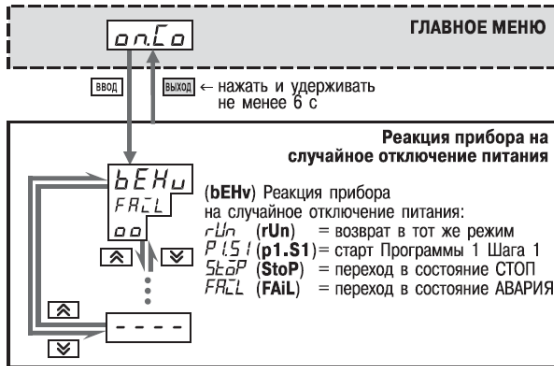 ГЛАВНОЕ МЕНЮ
on.Co
ВВОД
ВЫХОД
← нажать и удерживать
не менее 6 с
Реакция прибора на
случайное отключение питания
bEHv
FAiL
oo
(bEHv) Реакция прибора
на случайное отключение питания:
rUn (rUn) = возврат в тот же режим
P1.S1 (p1.S1) = старт Программы 1 Шага 1
StoP (StoP) = переход в состояние СТОП
FAiL (FAiL) = переход в состояние АВАРИЯ
- - - -